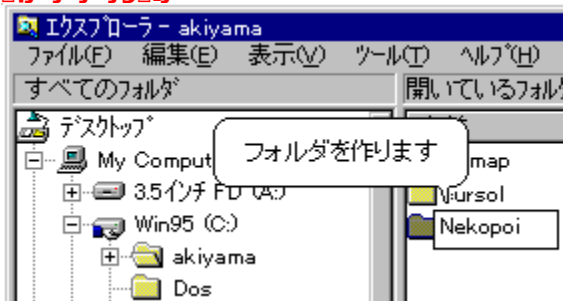 エクスプローラ - akiyama
ファイル(F) 編集(E) 表示(V) ツール(T) ヘルプ(H)
すべてのフォルダ
開いているフォルダ
デスクトップ
フォルダを作ります
My Comput
map
3.5インチ FD (A:)
ursol
Win95 (C:)
Nekopoi
akiyama
Dos